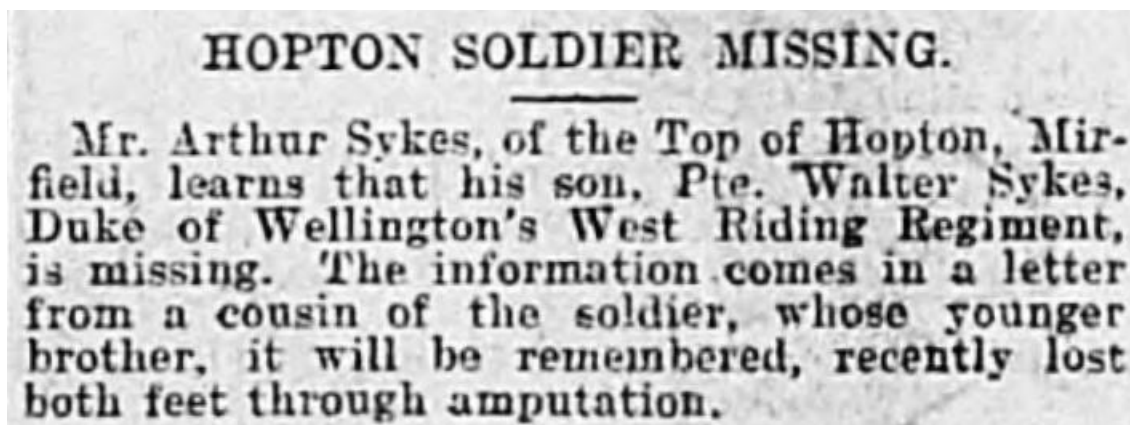 HOPTON SOLDIER MISSING.
Mr. Arthur Sykes, of the Top of Hopton, Mir-
field, learns that his son, Pte. Walter Sykes,
Duke of Wellington's West Riding Regiment,
is missing. The information comes in a letter
from a cousin of the soldier, whose younger
brother, it will be remembered, recently lost
both feet through amputation.